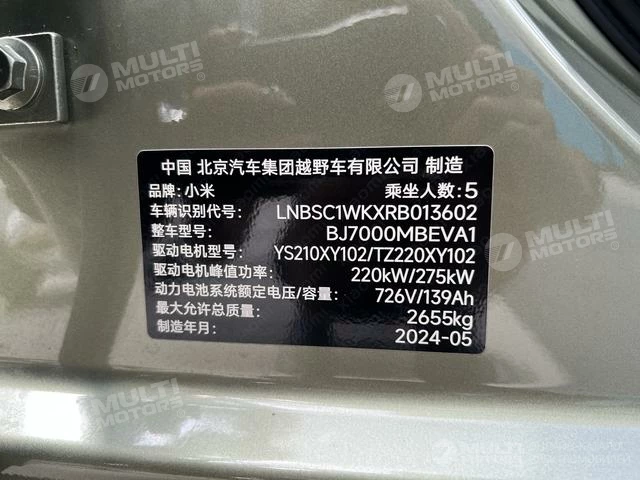 MULTI MOTORS®
MULTI MOTORS®
中国 北京汽车集团越野车有限公司 制造
品牌:小米 乘坐人数:5
车辆识别代号: LNBSC1WKXRB013602
整车型号: BJ7000MBEVA1
驱动电机型号: YS210XY102/TZ220XY102
驱动电机峰值功率: 220kW/275kW
动力电池系统额定电压/容量: 726V/139Ah
最大允许总质量: 2655kg
制造年月: 2024-05
MULTI MOTORS®
MULTI MOTORS®